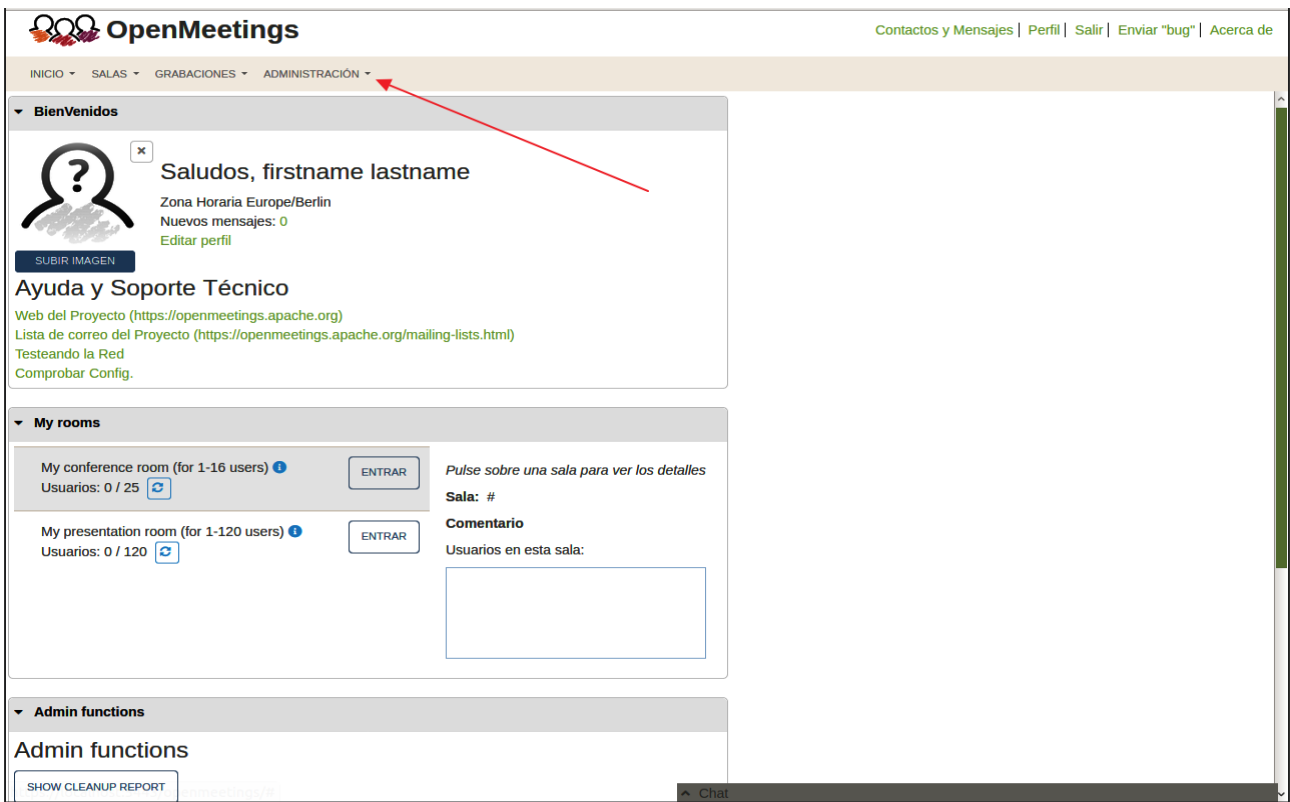 OpenMeetings
Contactos y Mensajes | Perfil | Salir | Enviar "bug" | Acerca de
INICIO SALAS GRABACIONES ADMINISTRACIÓN
BienVenidos
?
×
Saludos, firstname lastname
Zona Horaria Europe/Berlin
Nuevos mensajes: 0
Editar perfil
SUBIR IMAGEN
Ayuda y Soporte Técnico
Web del Proyecto (https://openmeetings.apache.org)
Lista de correo del Proyecto (https://openmeetings.apache.org/mailing-lists.html)
Testeando la Red
Comprobar Config.
My rooms
My conference room (for 1-16 users)
Usuarios: 0 / 25
ENTRAR
My presentation room (for 1-120 users)
Usuarios: 0 / 120
ENTRAR
Pulse sobre una sala para ver los detalles
Sala: #
Comentario
Usuarios en esta sala:
Admin functions
Admin functions
SHOW CLEANUP REPORT
openmeetings/#
Chat